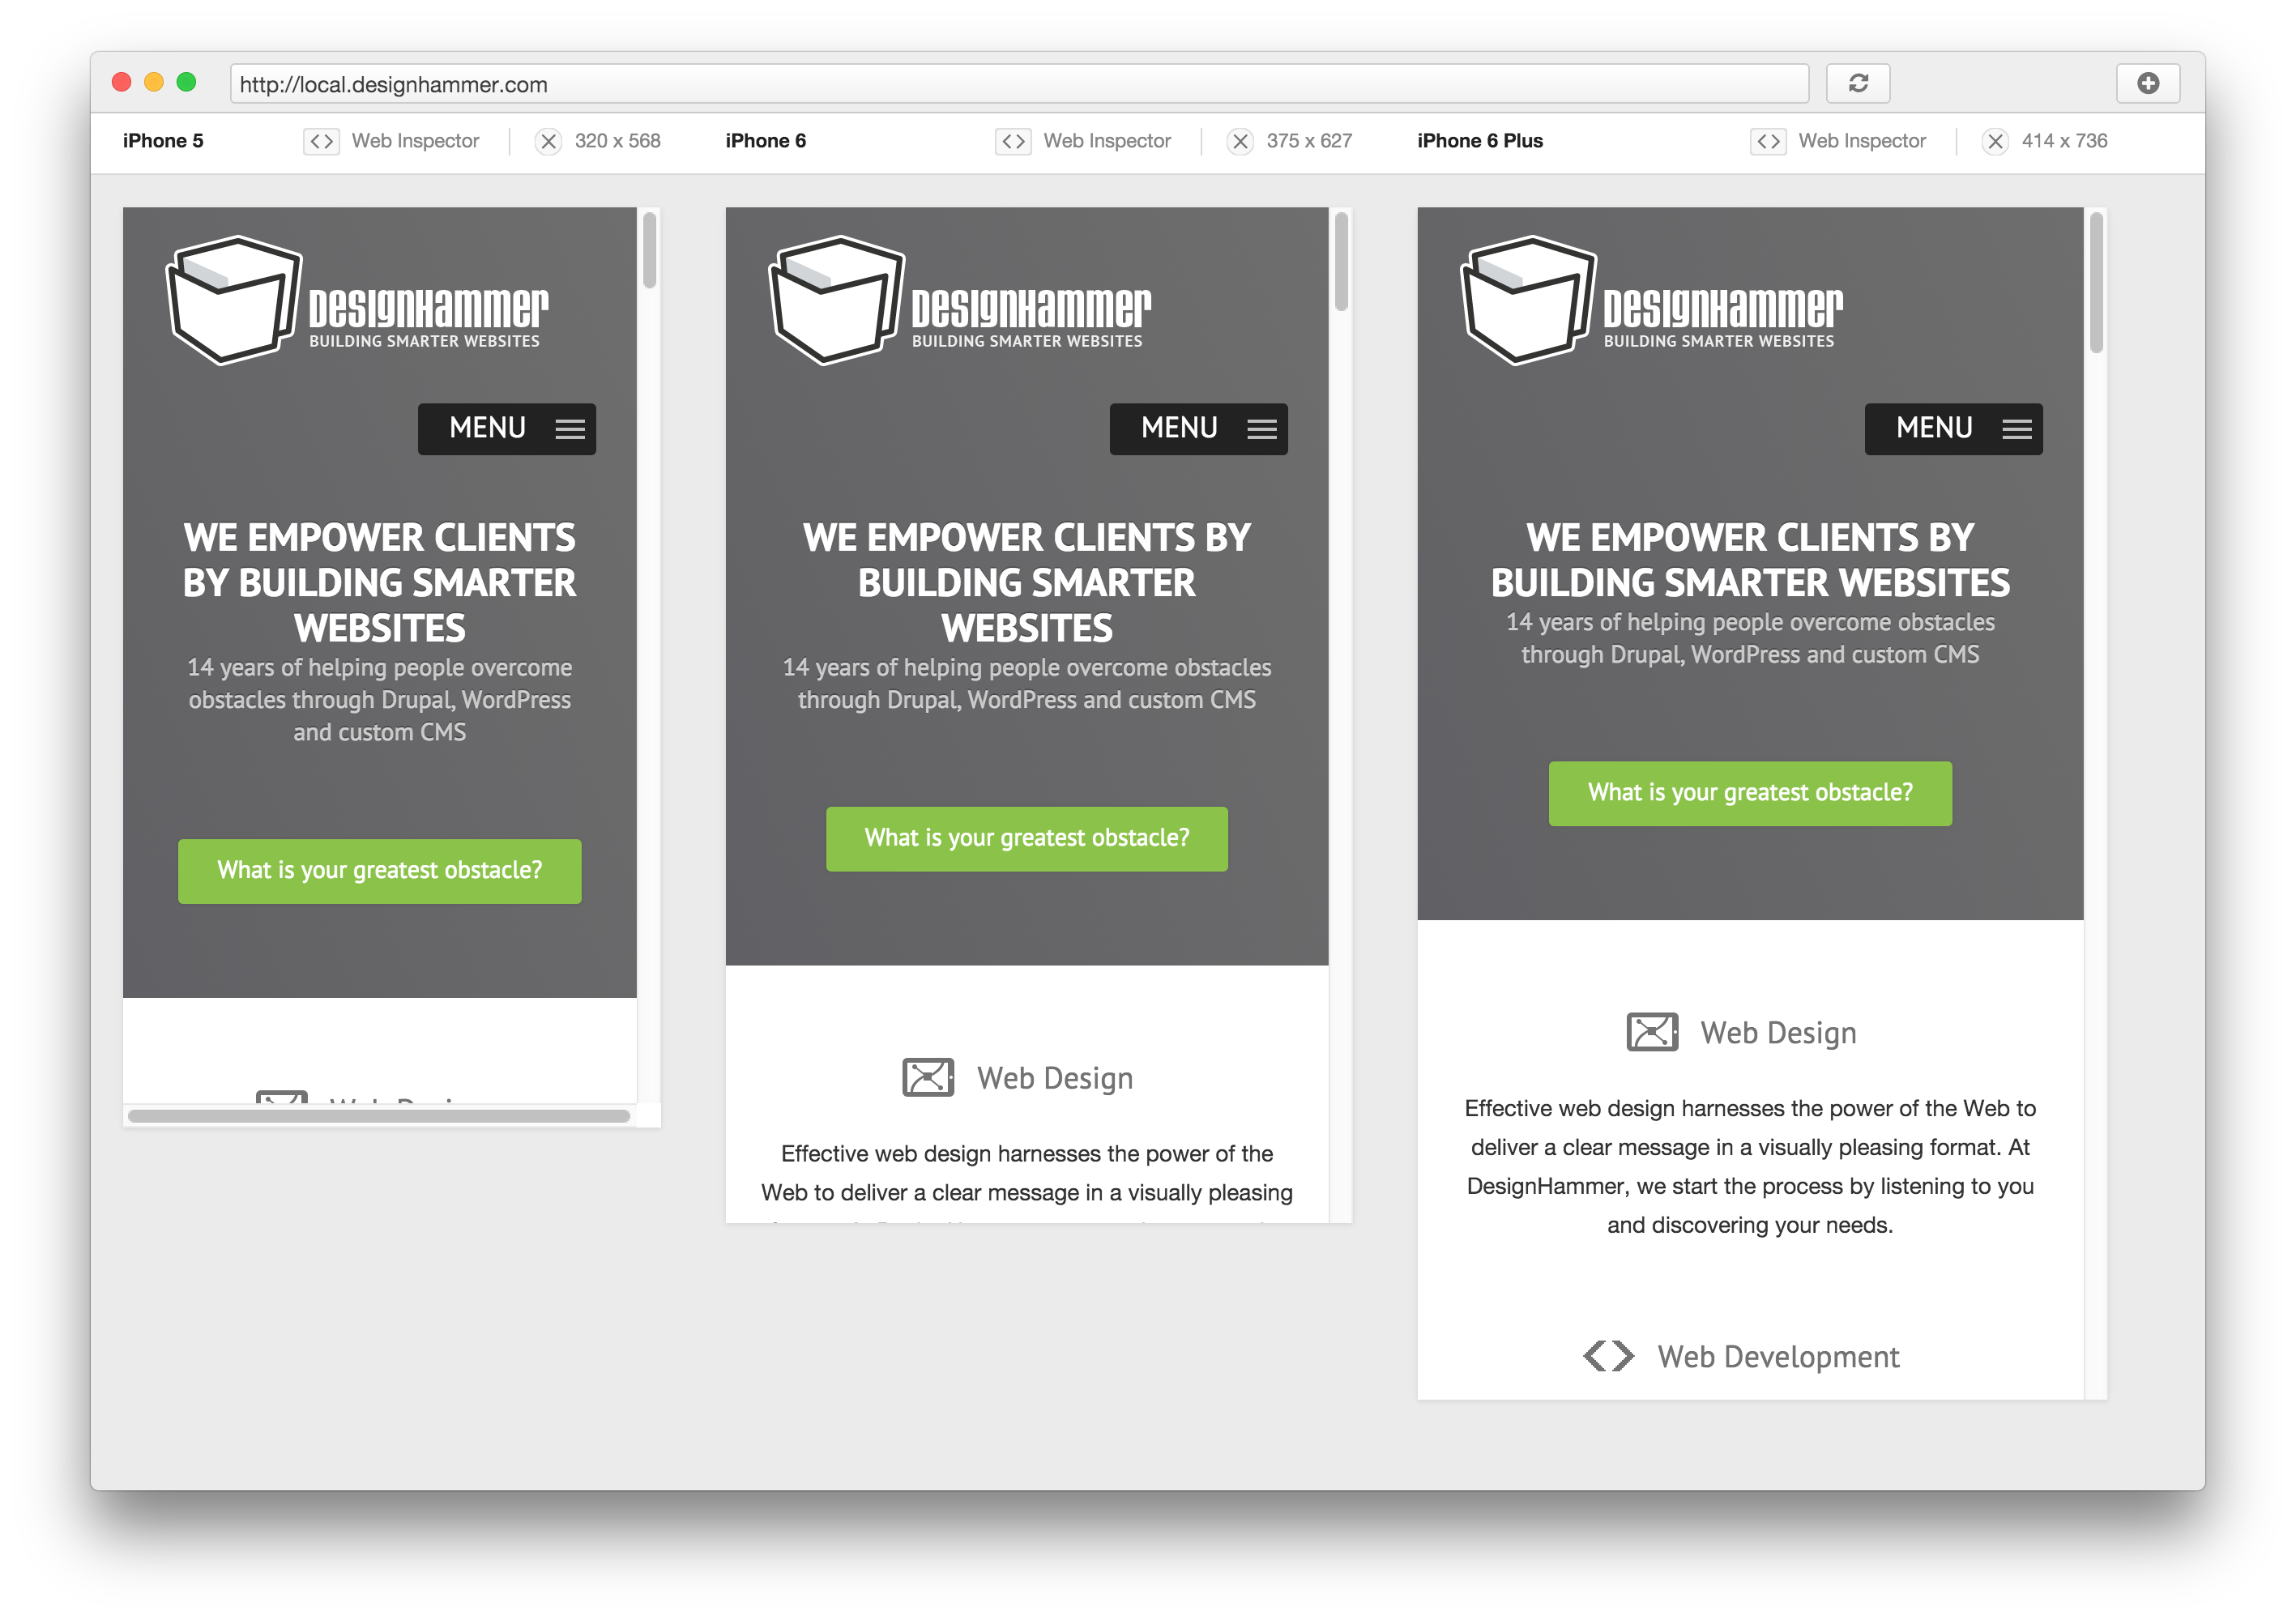 http://local.designhammer.com
iPhone 5 Web Inspector 320 x 568 iPhone 6 Web Inspector 375 x 627 iPhone 6 Plus Web Inspector 414 x 736
DesignHammer
BUILDING SMARTER WEBSITES
MENU
WE EMPOWER CLIENTS
BY BUILDING SMARTER
WEBSITES
14 years of helping people overcome
obstacles through Drupal, WordPress
and custom CMS
What is your greatest obstacle?
DesignHammer
BUILDING SMARTER WEBSITES
MENU
WE EMPOWER CLIENTS BY
BUILDING SMARTER
WEBSITES
14 years of helping people overcome obstacles
through Drupal, WordPress and custom CMS
What is your greatest obstacle?
Web Design
Effective web design harnesses the power of the
Web to deliver a clear message in a visually pleasing
DesignHammer
BUILDING SMARTER WEBSITES
MENU
WE EMPOWER CLIENTS BY
BUILDING SMARTER WEBSITES
14 years of helping people overcome obstacles
through Drupal, WordPress and custom CMS
What is your greatest obstacle?
Web Design
Effective web design harnesses the power of the Web to
deliver a clear message in a visually pleasing format. At
DesignHammer, we start the process by listening to you
and discovering your needs.
Web Development